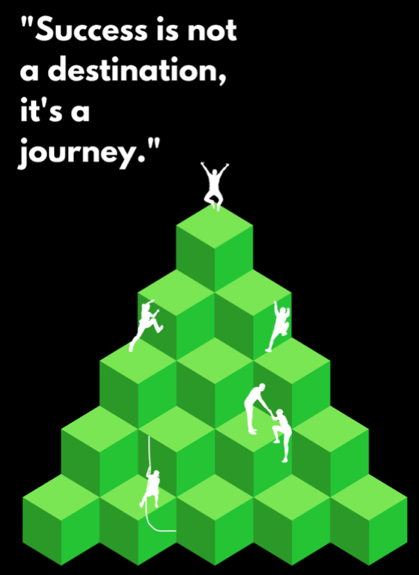 "Success is not
a destination,
it's a
journey."